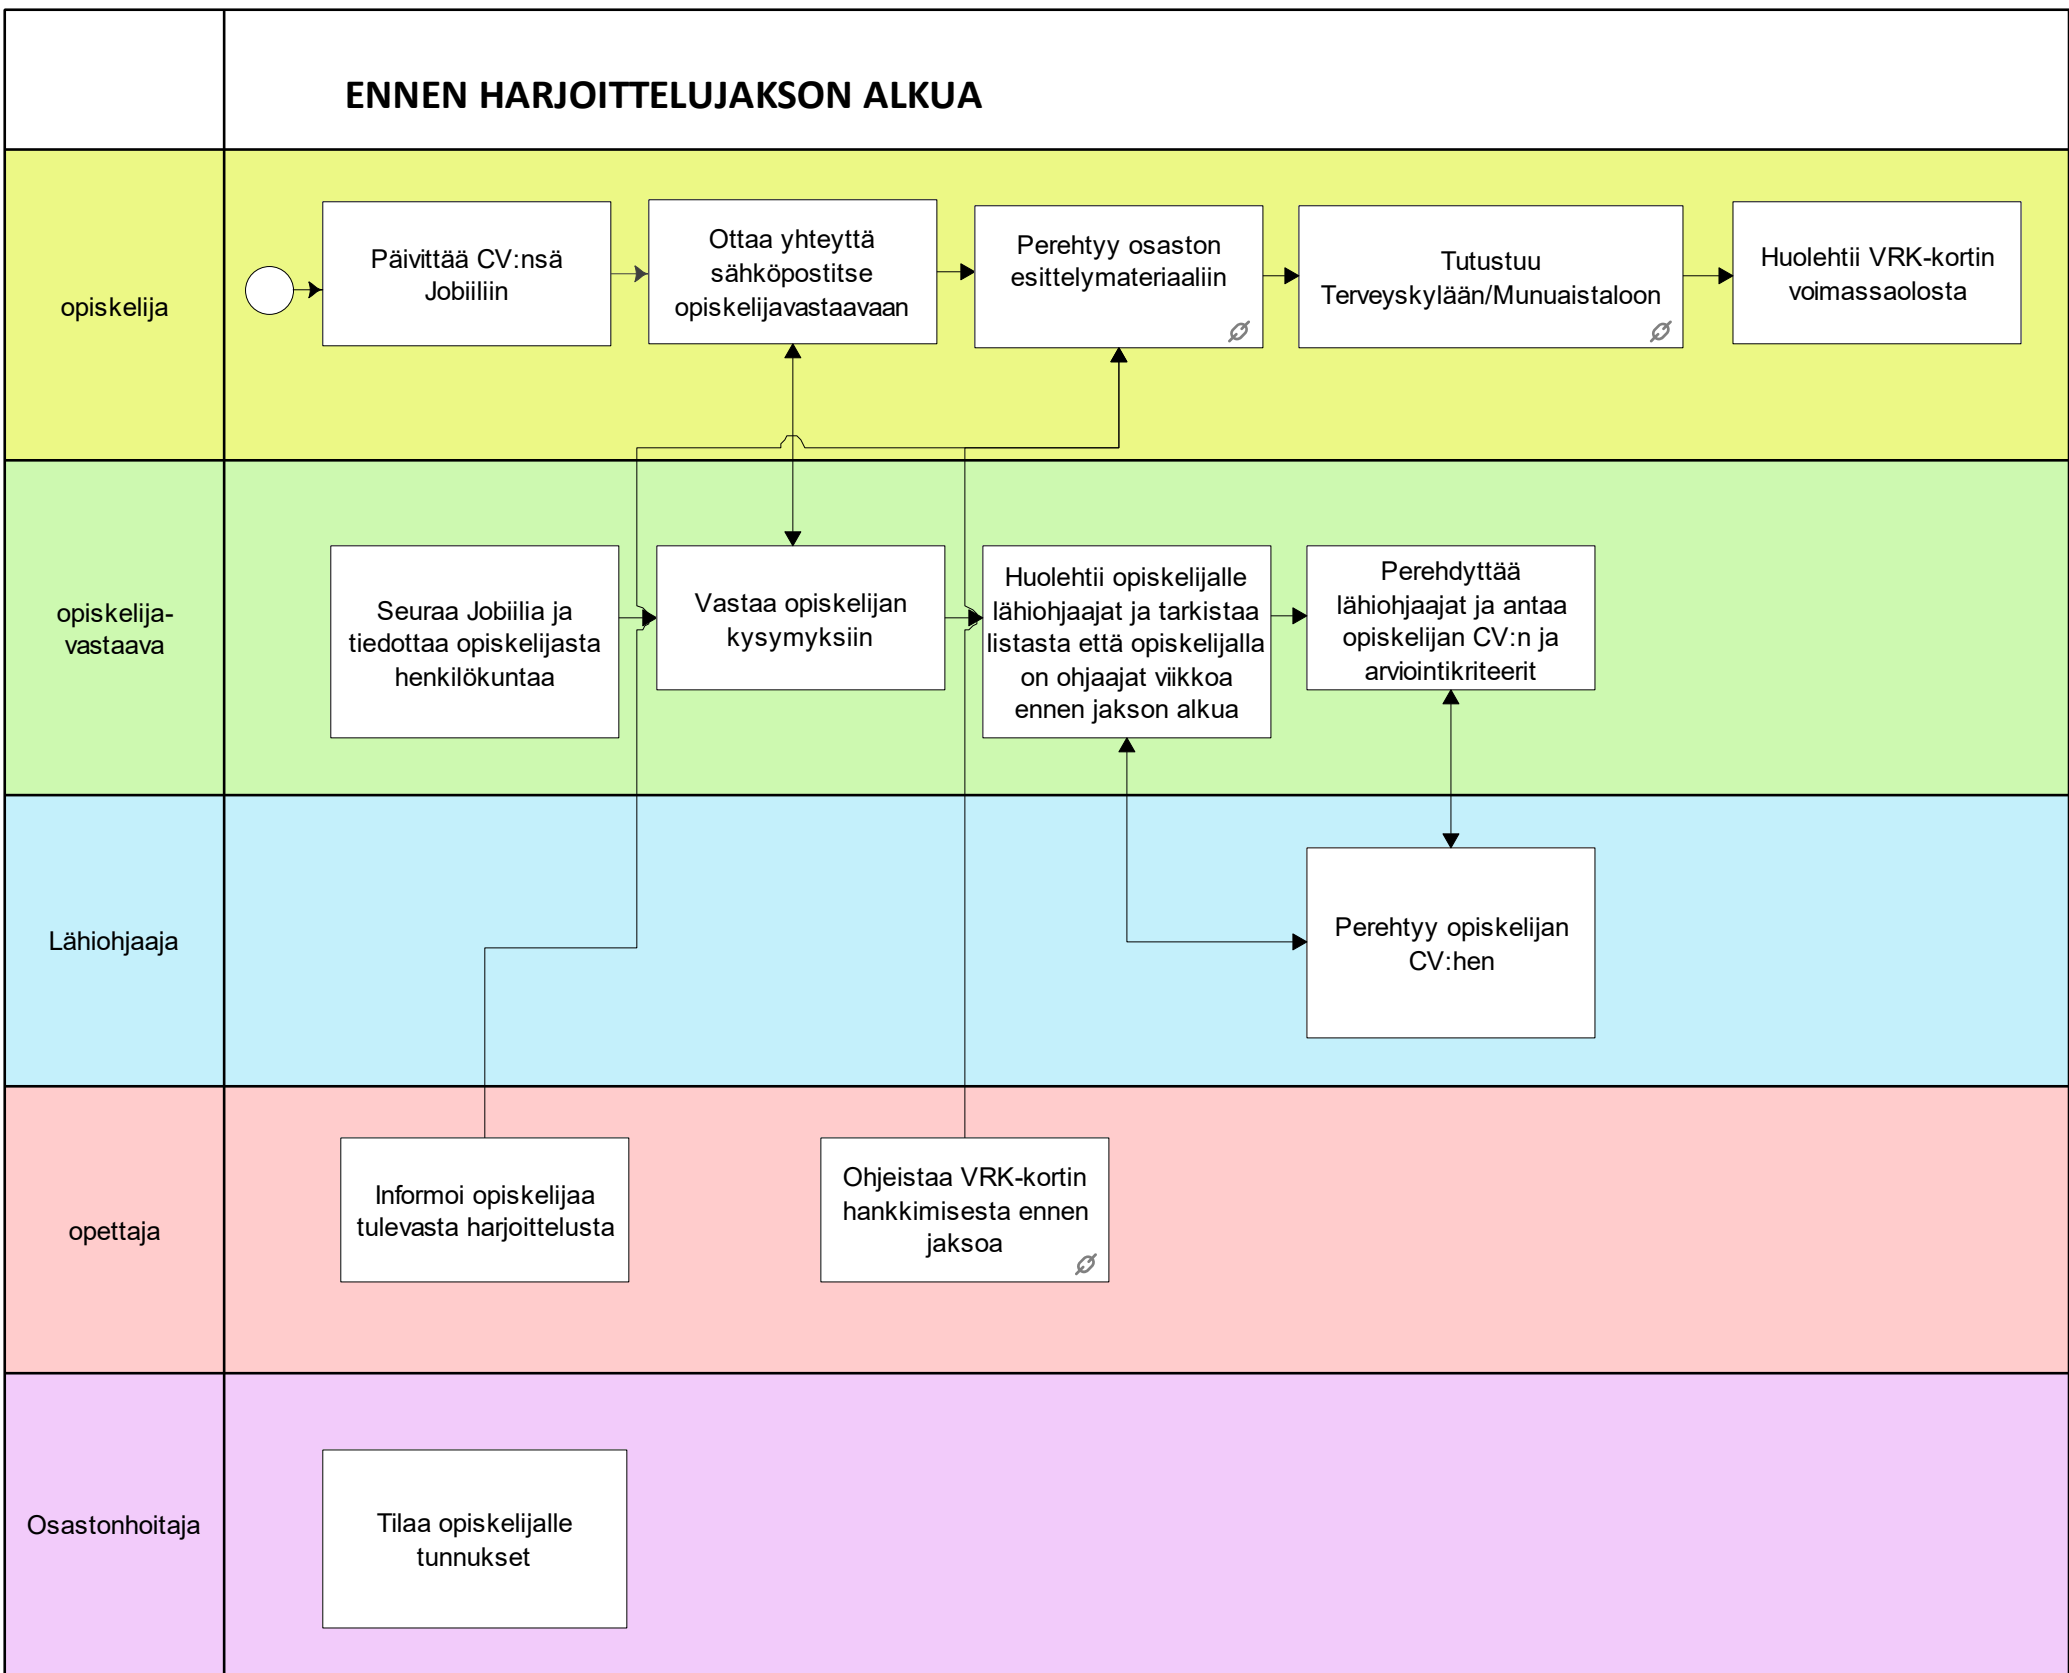 ENNEN HARJOITTELUJAKSON ALKUA
opiskelija
Päivittää CV:nsä
Jobiiliin
Ottaa yhteyttä
sähköpostitse
opiskelijavastaavaan
Perehtyy osaston
esittelymateriaaliin
Tutustuu
Terveyskylään/Munuaistaloon
Huolehtii VRK-kortin
voimassaolosta
opiskelija-
vastaava
Seuraa Jobiilia ja
tiedottaa opiskelijasta
henkilökuntaa
Vastaa opiskelijan
kysymyksiin
Huolehtii opiskelijalle
lähiohjaajat ja tarkistaa
listasta että opiskelijalla
on ohjaajat viikkoa
ennen jakson alkua
Perehdyttää
lähiohjaajat ja antaa
opiskelijan CV:n ja
arviointikriteerit
Lähiohjaaja
Perehtyy opiskelijan
CV:hen
opettaja
Informoi opiskelijaa
tulevasta harjoittelusta
Ohjeistaa VRK-kortin
hankkimisesta ennen
jaksoa
Osastonhoitaja
Tilaa opiskelijalle
tunnukset